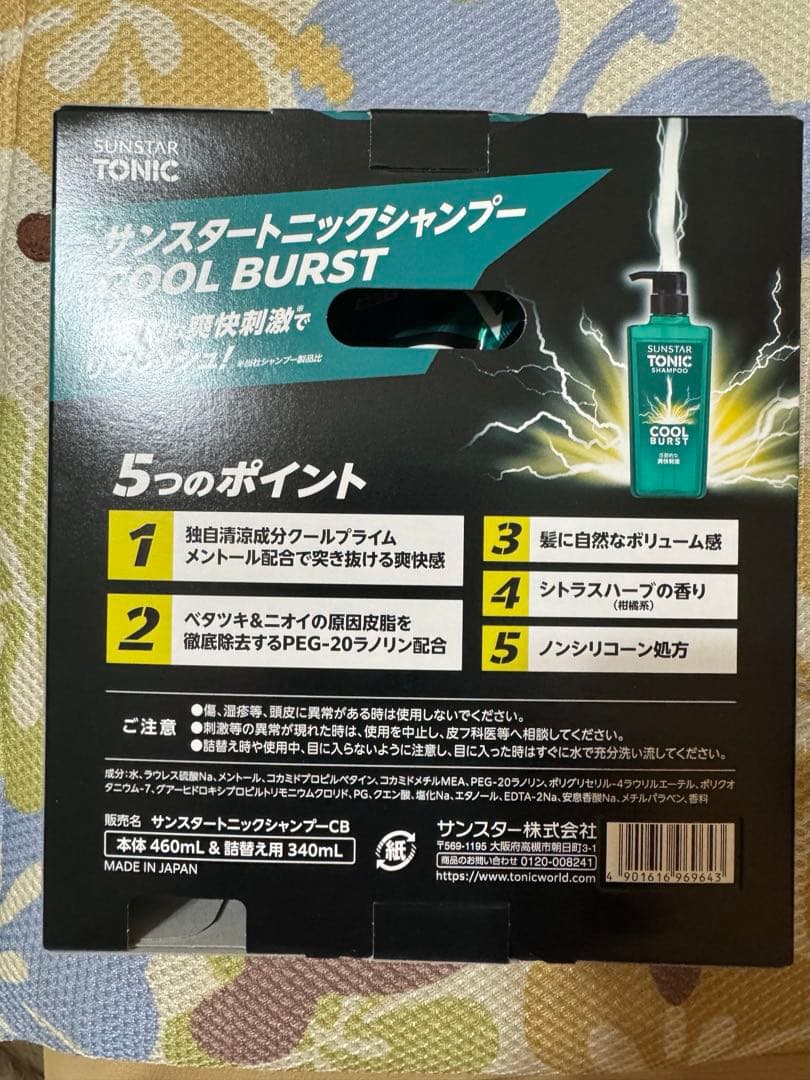 SUNSTAR
TONIC
サンスタートニックシャンプー
COOL BURST
爽快刺激※で
※当社シャンプー製品比
SUNSTAR
TONIC
SHAMPOO
COOL
BURST
圧倒的な
爽快刺激
5つのポイント
1 独自清涼成分クールプライム
メントール配合で突き抜ける爽快感
2 ベタツキ&ニオイの原因皮脂を
徹底除去するPEG-20ラノリン配合
3 髪に自然なボリューム感
4 シトラスハーブの香り
(柑橘系)
5 ノンシリコーン処方
ご注意
●傷、湿疹等、頭皮に異常がある時は使用しないでください。
●刺激等の異常が現れた時は、使用を中止し、皮フ科医等へ相談してください。
●詰替え時や使用中、目に入らないように注意し、目に入った時はすぐに水で充分洗い流してください。
成分:水、ラウレス硫酸Na、メントール、コカミドプロピルベタイン、コカミドメチルMEA、PEG-20ラノリン、ポリグリセリル-4ラウリルエーテル、ポリクオ
タニウム-7、グアーヒドロキシプロピルトリモニウムクロリド、PG、クエン酸、塩化Na、エタノール、EDTA-2Na、安息香酸Na、メチルパラベン、香料
販売名 サンスタートニックシャンプーCB
本体 460mL & 詰替え用 340mL
MADE IN JAPAN
紙
サンスター株式会社
〒569-1195 大阪府高槻市朝日町3-1
商品のお問い合わせ 0120-008241
https://www.tonicworld.com
4 901616 969643